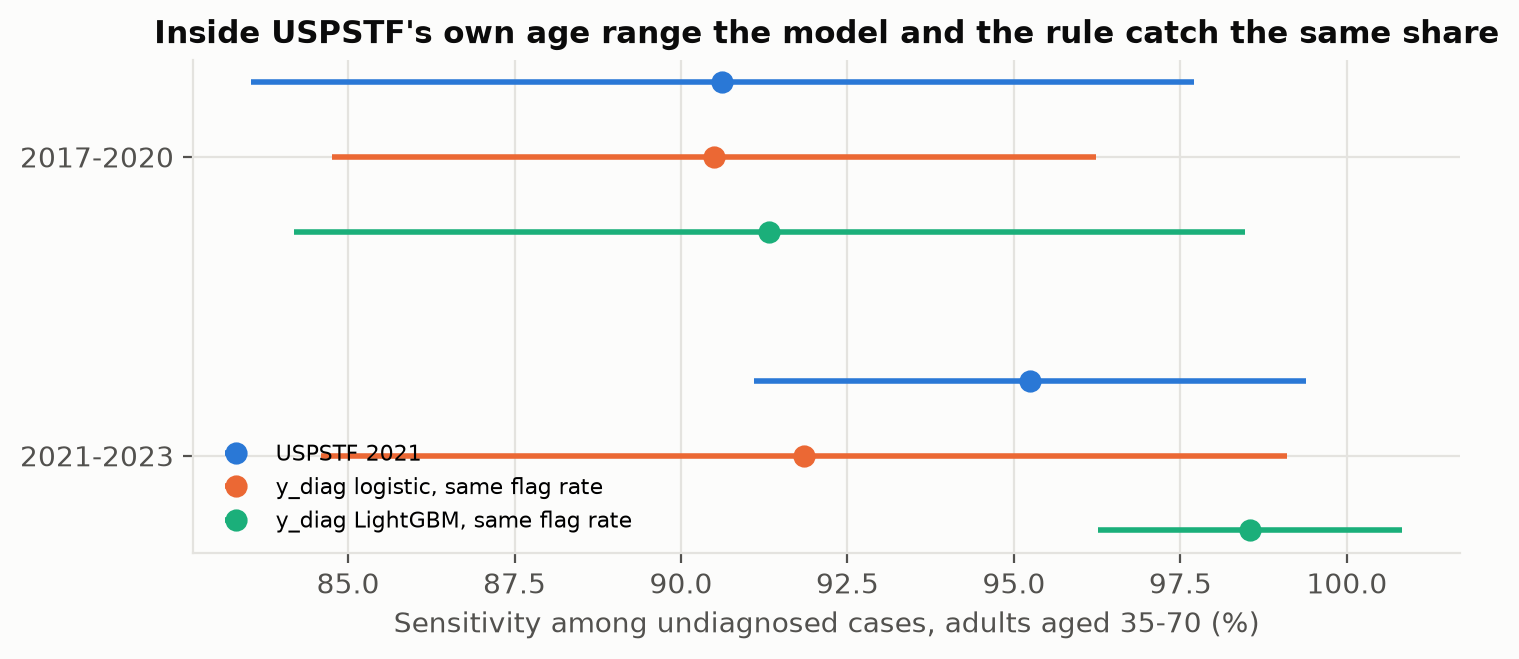 Inside USPSTF's own age range the model and the rule catch the same share
2017-2020
2021-2023
USPSTF 2021
y_diag logistic, same flag rate
y_diag LightGBM, same flag rate
85.0 87.5 90.0 92.5 95.0 97.5 100.0
Sensitivity among undiagnosed cases, adults aged 35-70 (%)